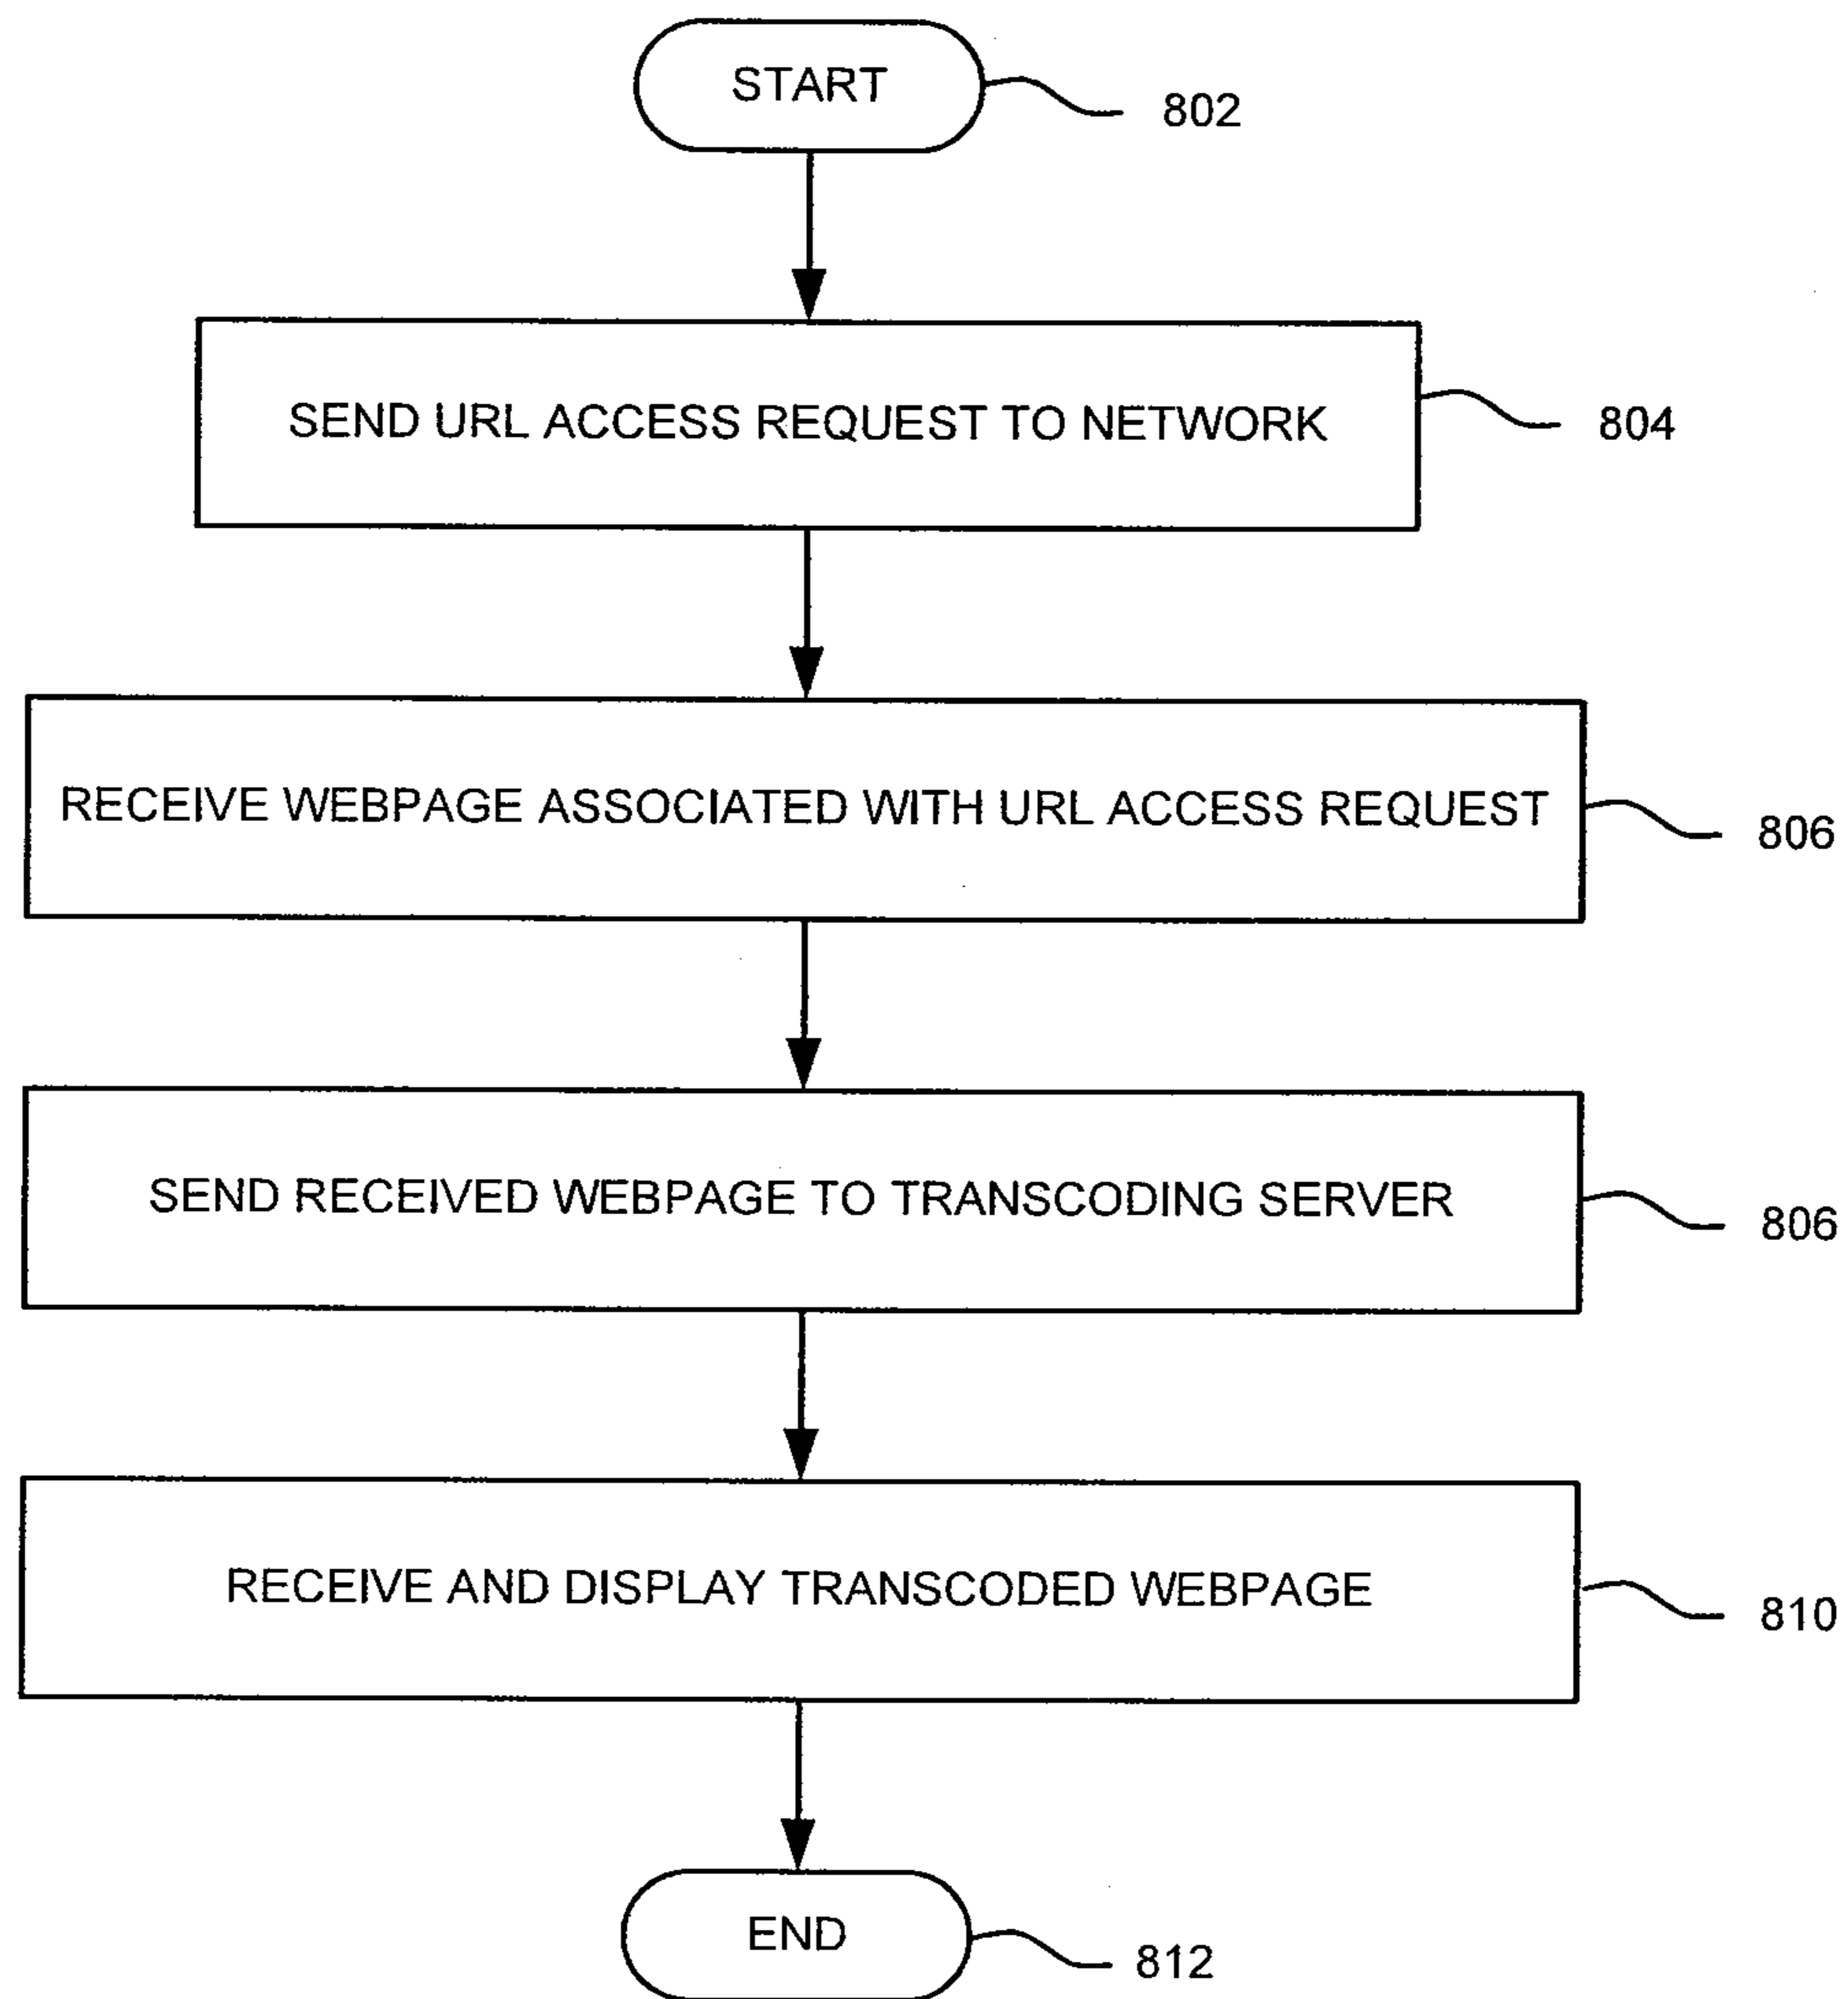 START
802
SEND URL ACCESS REQUEST TO NETWORK
804
RECEIVE WEBPAGE ASSOCIATED WITH URL ACCESS REQUEST
806
SEND RECEIVED WEBPAGE TO TRANSCODING SERVER
806
RECEIVE AND DISPLAY TRANSCODED WEBPAGE
810
END
812